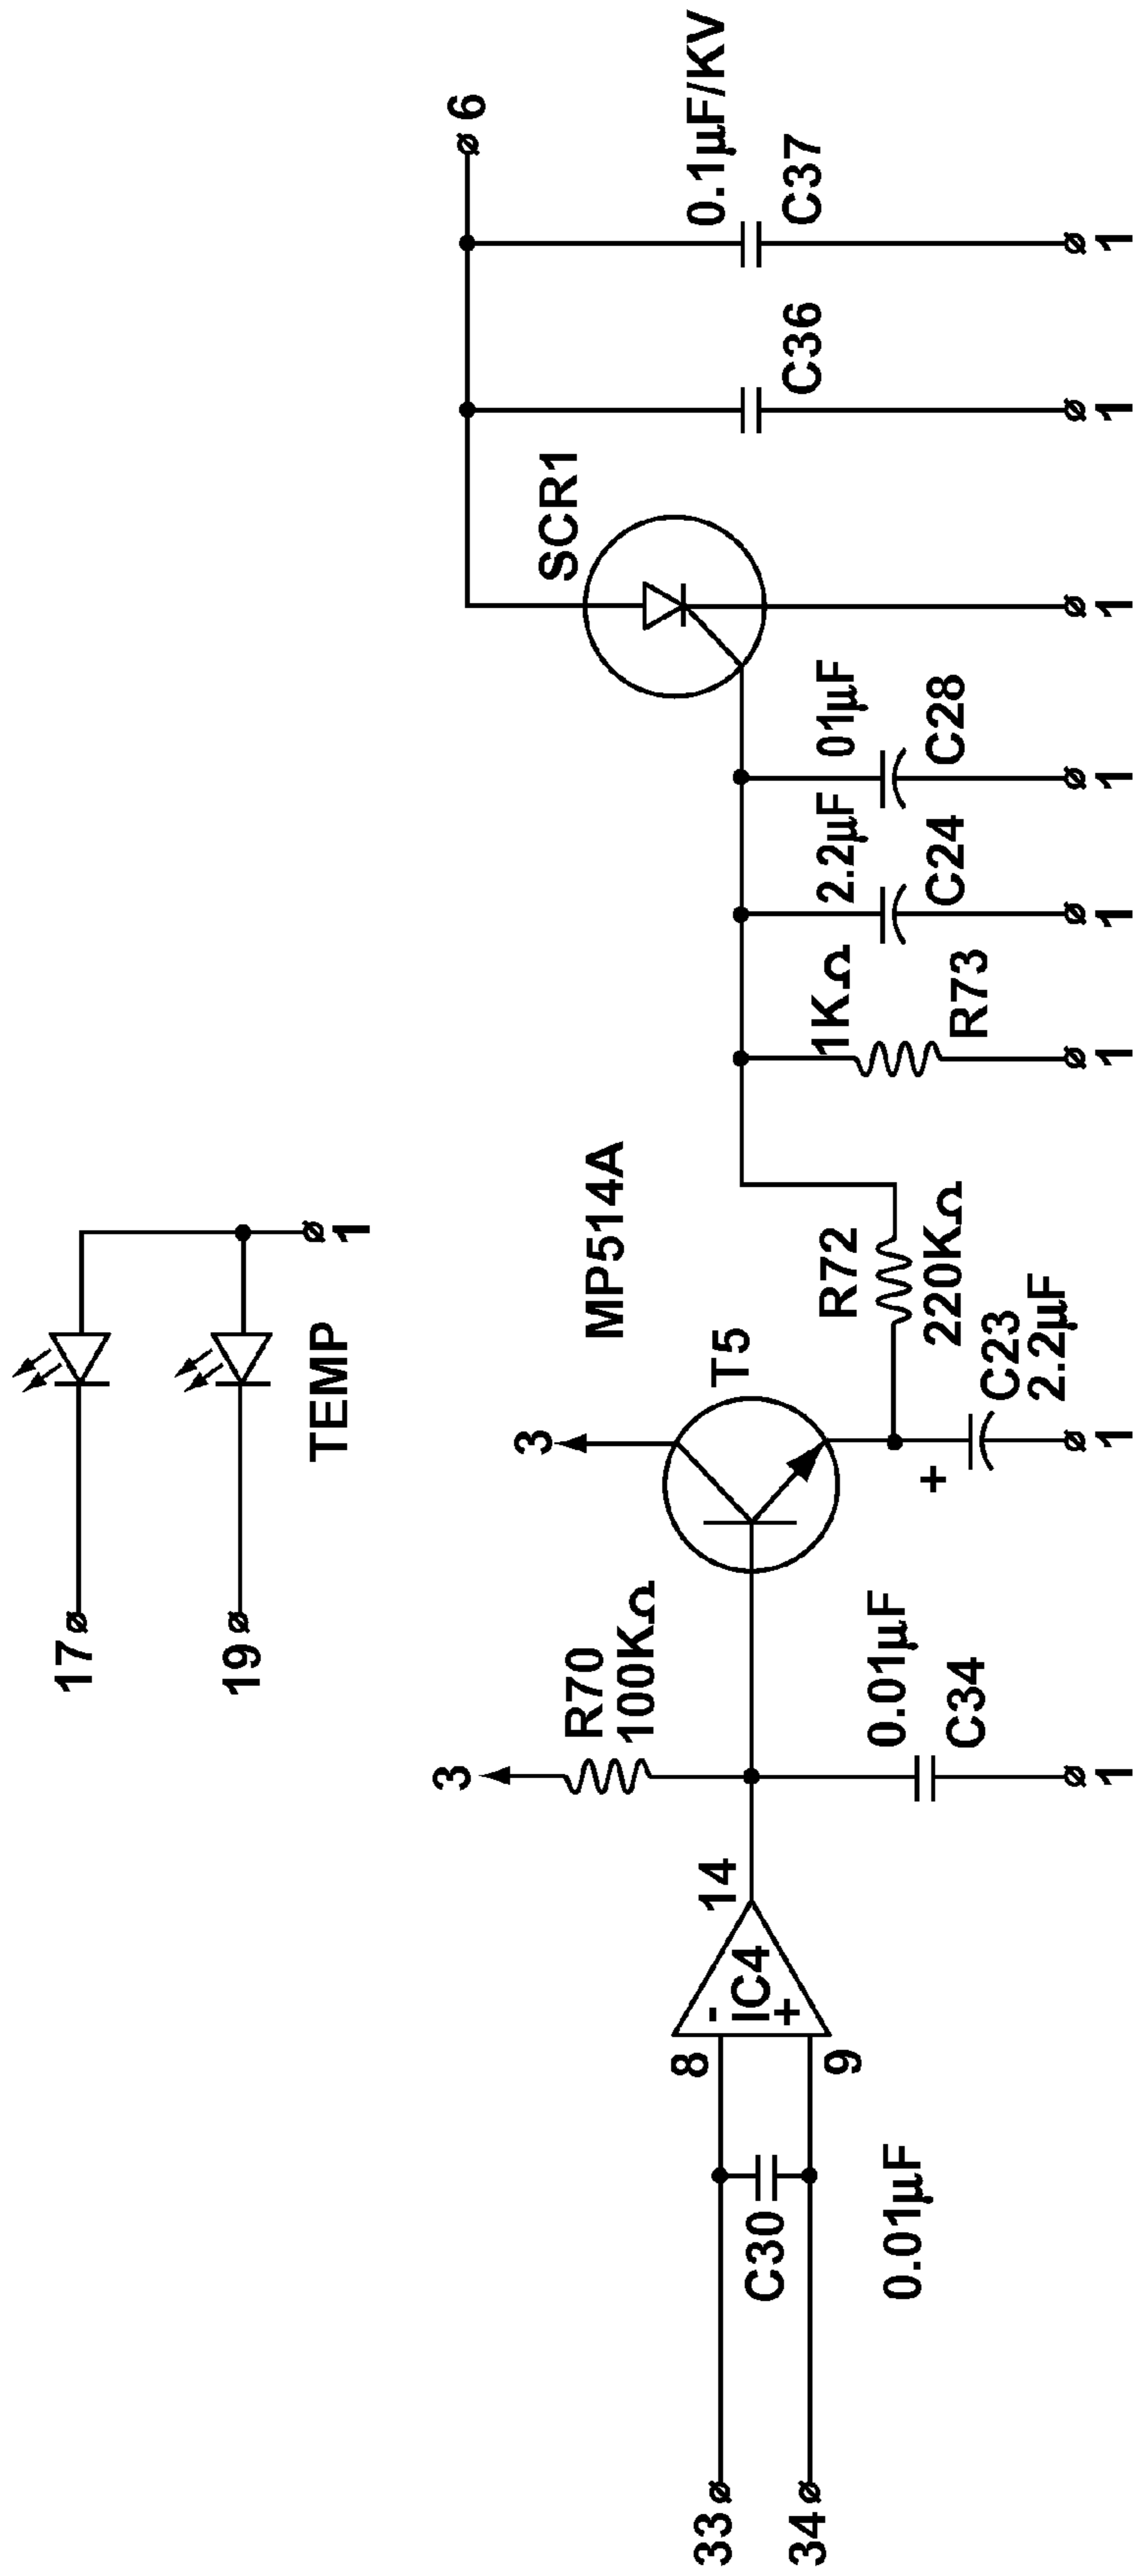 17
1
19
TEMP
6
0.1µF/KV
C37
1
C36
1
SCR1
1
01µF
C28
1
2.2µF
C24
1
1KΩ
R73
1
MP514A
T5
3
R72
220KΩ
C23
2.2µF
+
1
3
R70
100KΩ
0.01µF
C34
1
14
-
IC4
+
8
9
C30
0.01µF
33
34